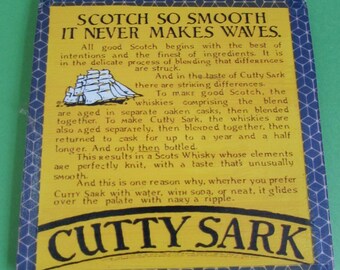 SCOTCH SO SMOOTH
IT NEVER MAKES WAVES.
All good Scotch begins with the best of
intentions and the finest of ingredients. It is
in the delicate process of blending that differences
are struck.
And in the taste of Cutty Sark
there are striking differences.
To make good Scotch, the
whiskies comprising the blend
are aged in separate oaken casks, then blended
together. To make Cutty Sark, the whiskies are
also aged separately, then blended together, then
returned to cask for up to a year and a half
longer. And only then bottled.
This results in a Scots Whisky whose elements
are perfectly knit, with a taste that's unusually
smooth.
And this is one reason why, whether you prefer
Cutty Sark with water, with soda, or neat, it glides
over the palate with nary a ripple.
CUTTY SARK